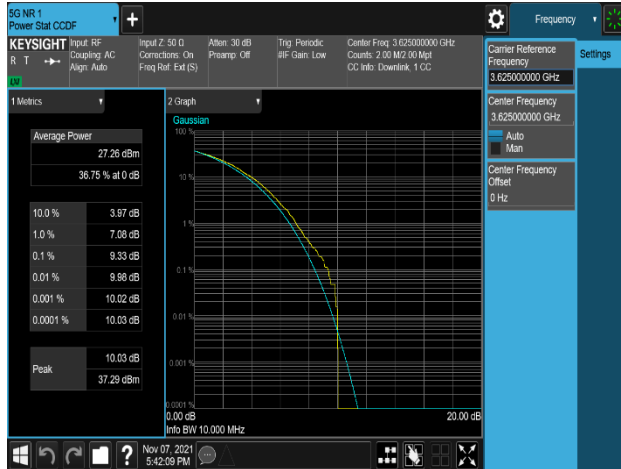 5G NR 1
Power Stat CCDF
Frequency
KEYSIGHT
R T
LNI
Input: RF
Coupling: AC
Align: Auto
Input Z: 50 Ω
Corrections: On
Freq Ref: Ext (S)
Atten: 30 dB
Preamp: Off
Trig: Periodic
#IF Gain: Low
Center Freq: 3.625000000 GHz
Counts: 2.00 M/2.00 Mpt
CC Info: Downlink, 1 CC
Carrier Reference
Frequency
3.625000000 GHz
Settings
Center Frequency
3.625000000 GHz
Auto
Man
Center Frequency
Offset
0 Hz
1 Metrics
Average Power
27.26 dBm
36.75 % at 0 dB
10.0 % 3.97 dB
1.0 % 7.08 dB
0.1 % 9.33 dB
0.01 % 9.98 dB
0.001 % 10.02 dB
0.0001 % 10.03 dB
Peak
10.03 dB
37.29 dBm
2 Graph
Gaussian
100 %
10 %
1 %
0.1 %
0.01 %
0.001 %
0.0001 %
0.00 dB 20.00 dB
Info BW 10.000 MHz
?
Nov 07, 2021
5:42:09 PM